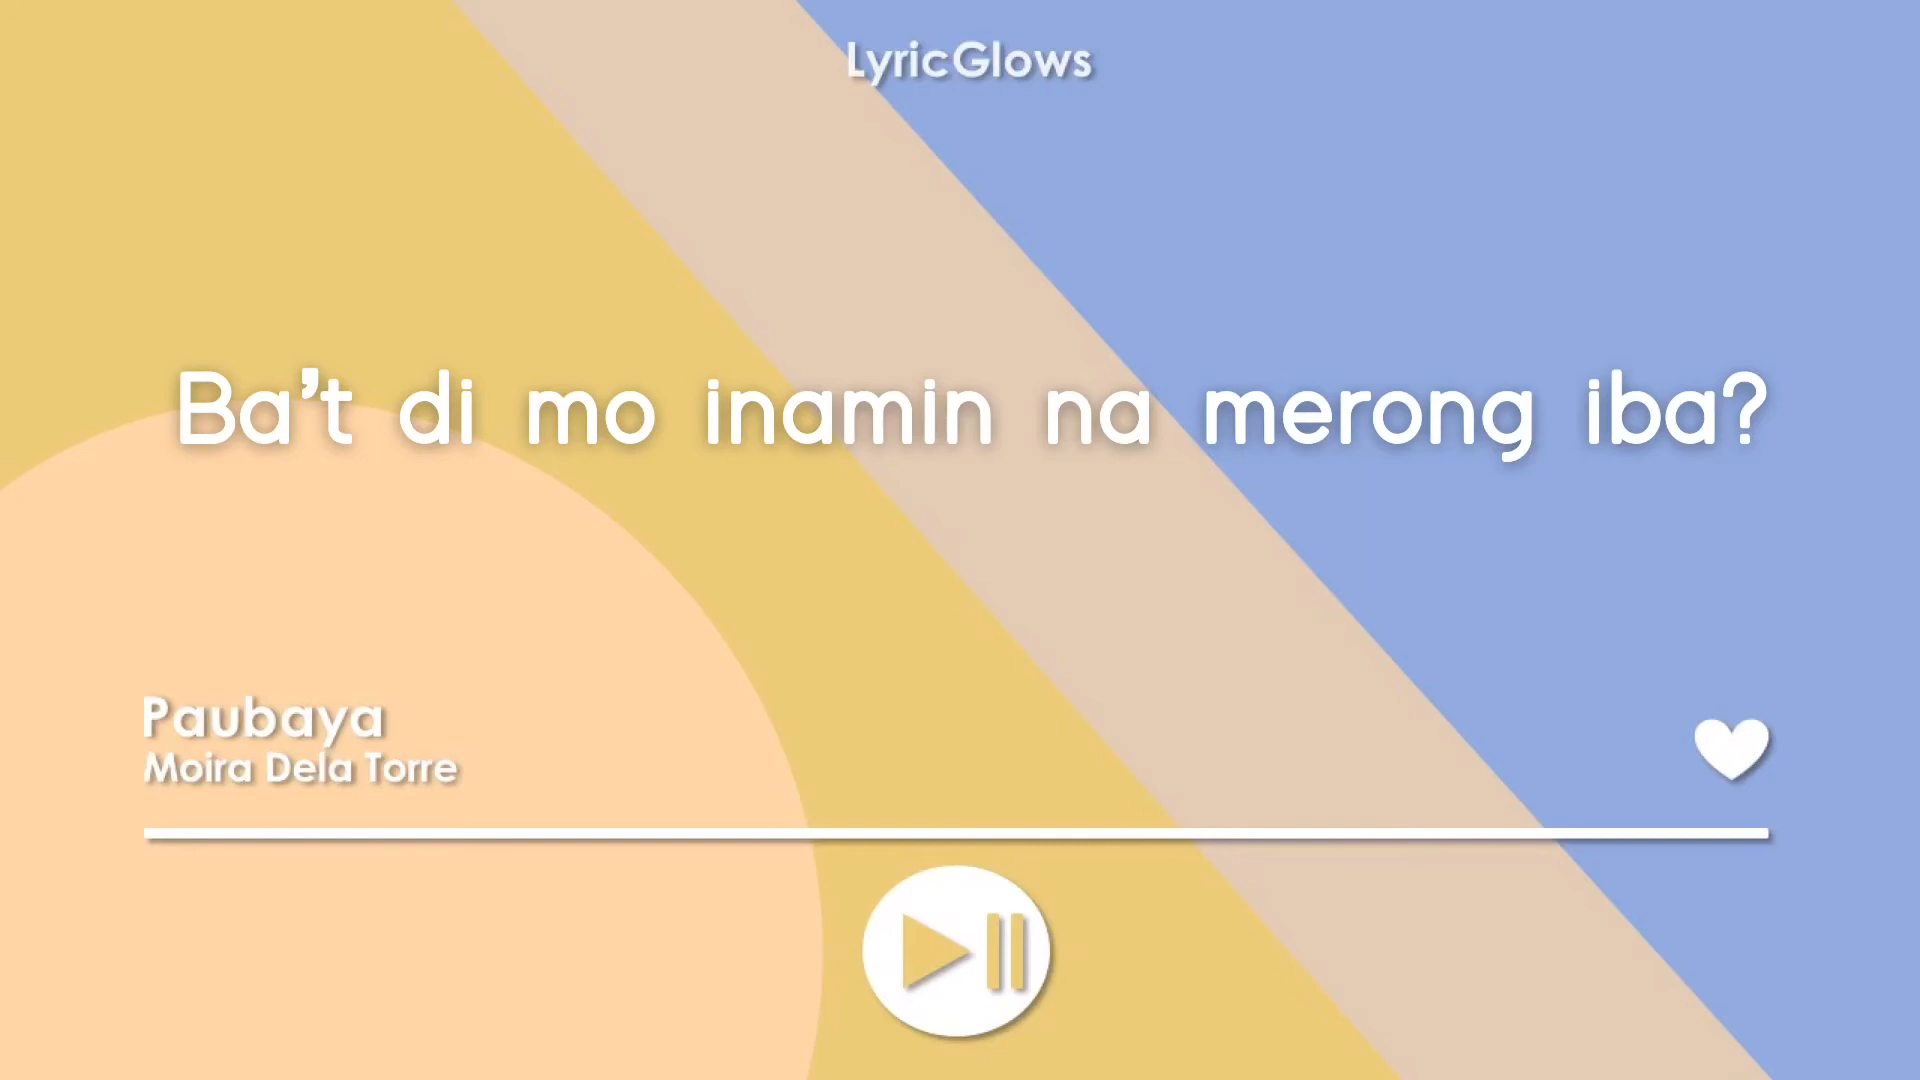 LyricGlows
Ba’t di mo inamin na merong iba?
Paubaya
Moira Dela Torre